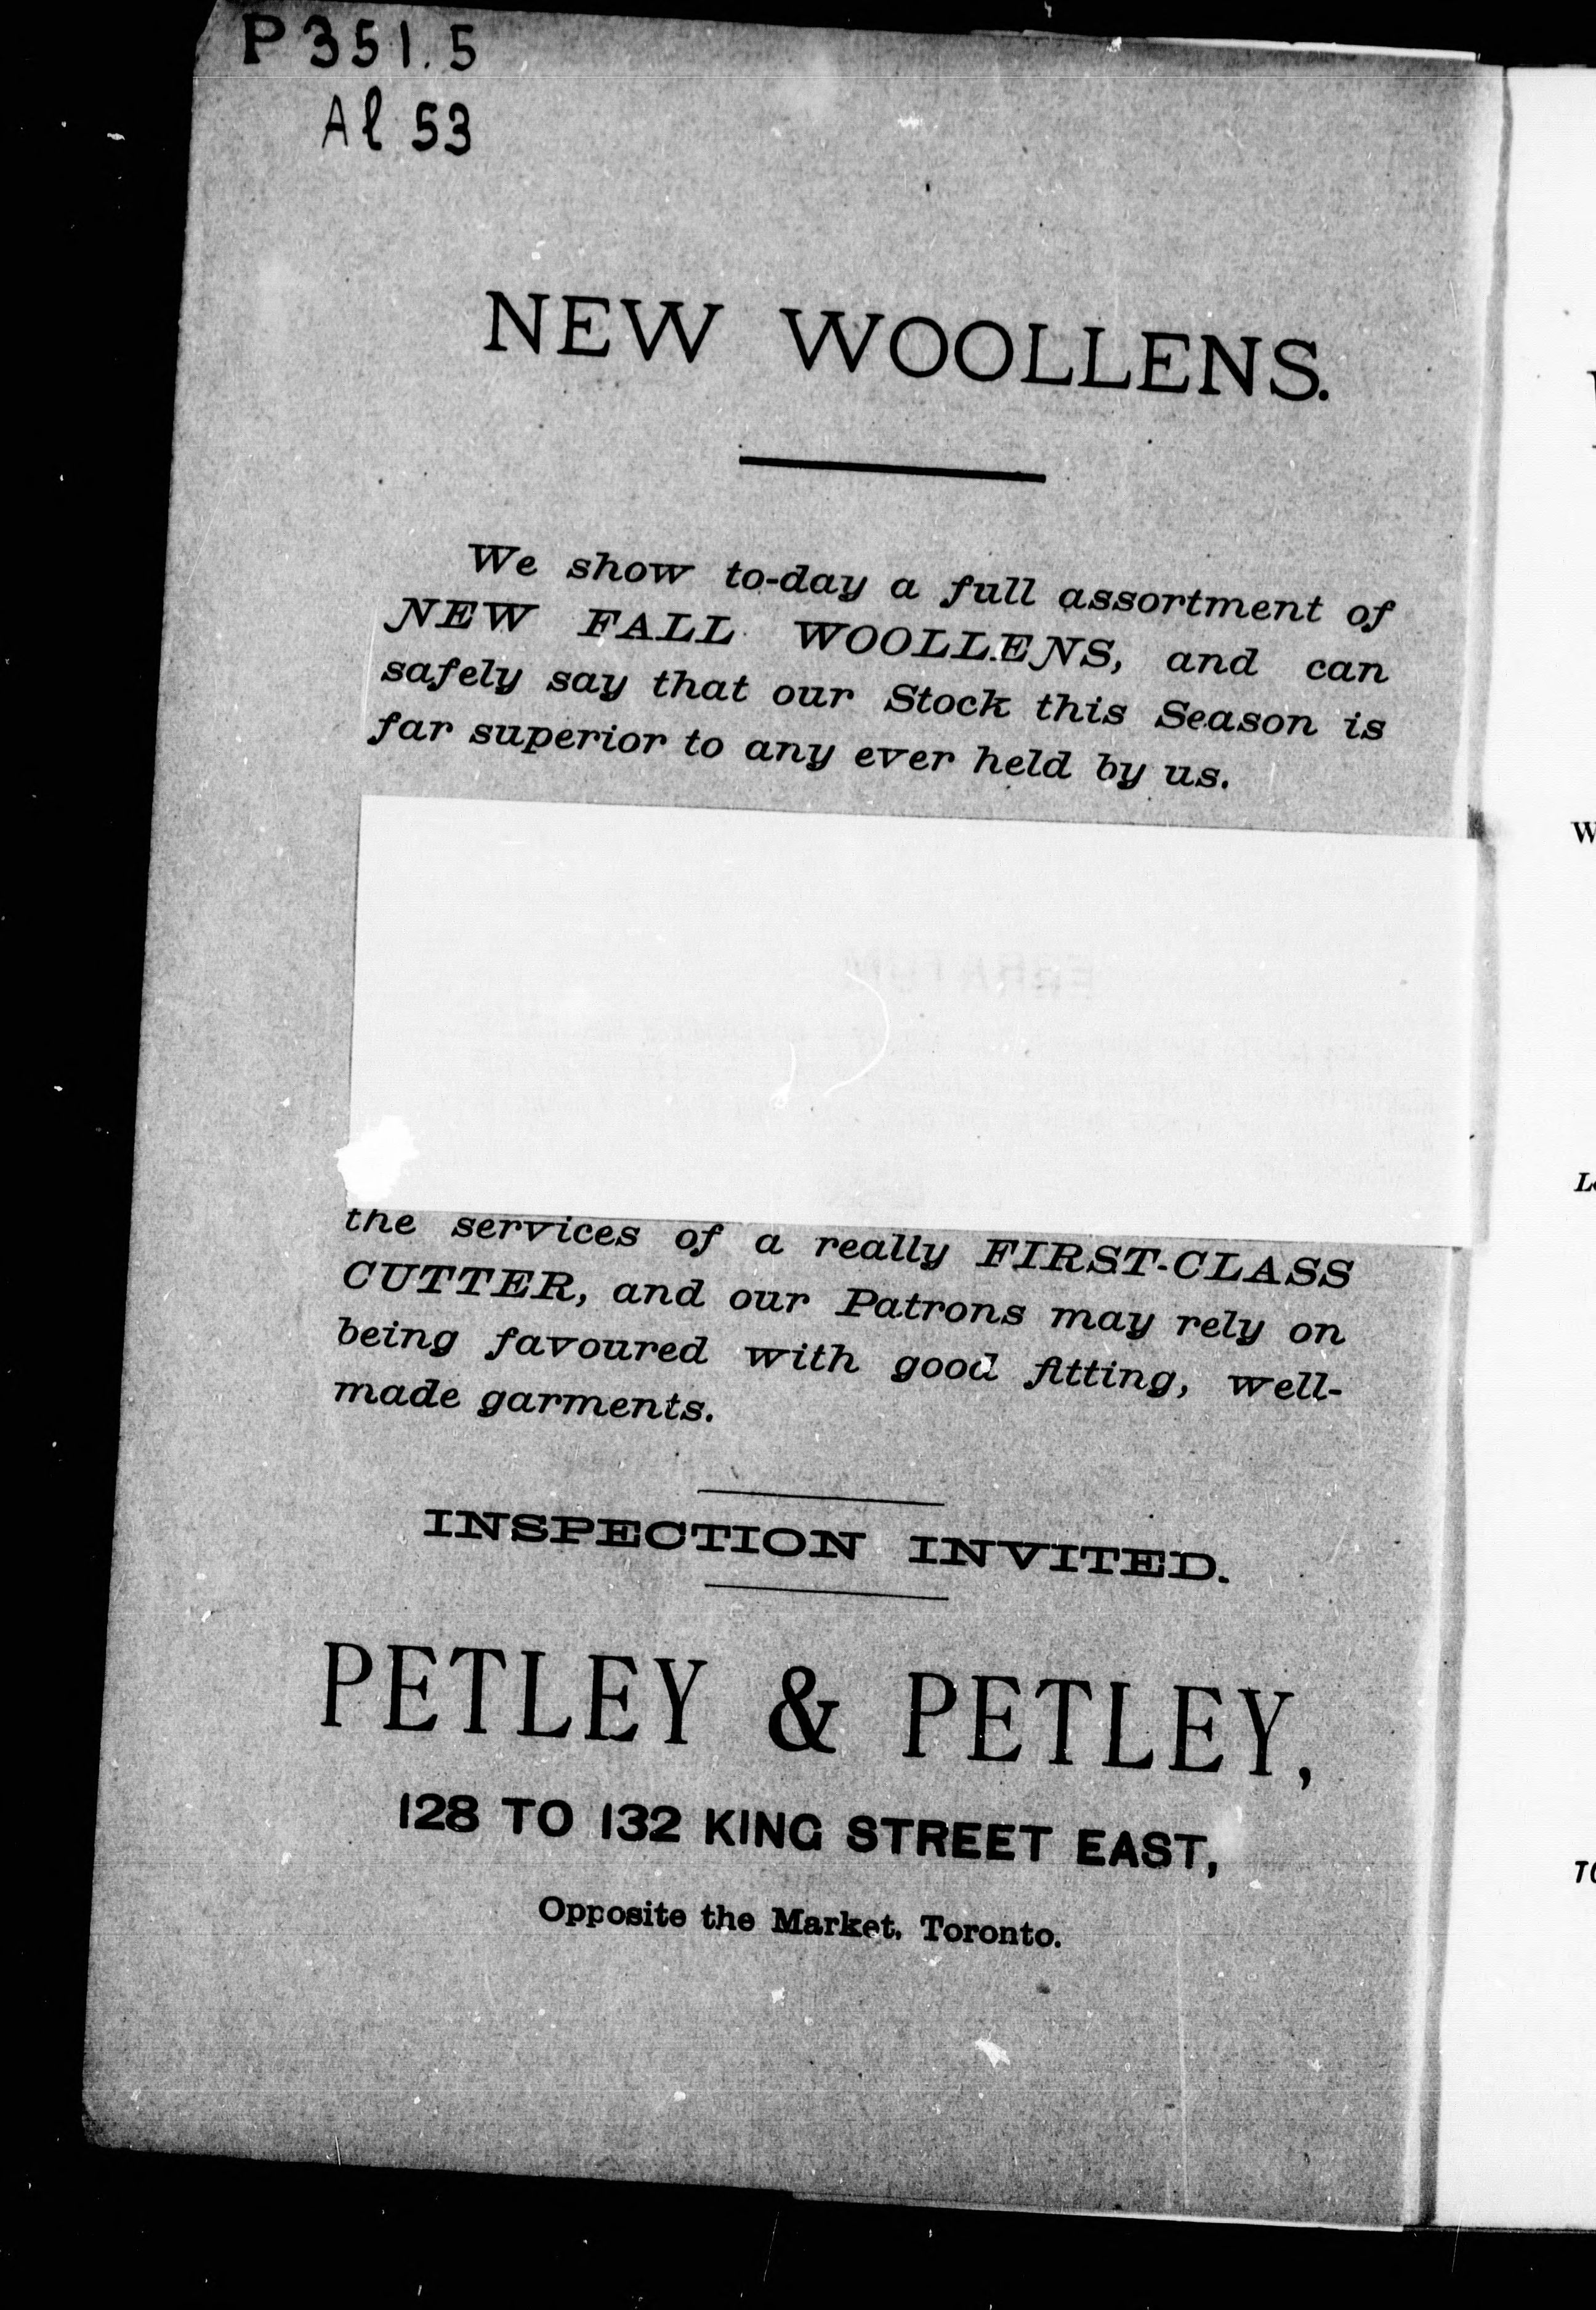 P 351.5
Al 53
NEW WOOLLENS.
We show to-day a full assortment of
NEW FALL WOOLLENS, and can
safely say that our Stock this Season is
far superior to any ever held by us.
the services of a really FIRST-CLASS
CUTTER, and our Patrons may rely on
being favoured with good fitting, well-
made garments.
INSPECTION INVITED.
PETLEY & PETLEY,
128 TO 132 KING STREET EAST,
Opposite the Market, Toronto.